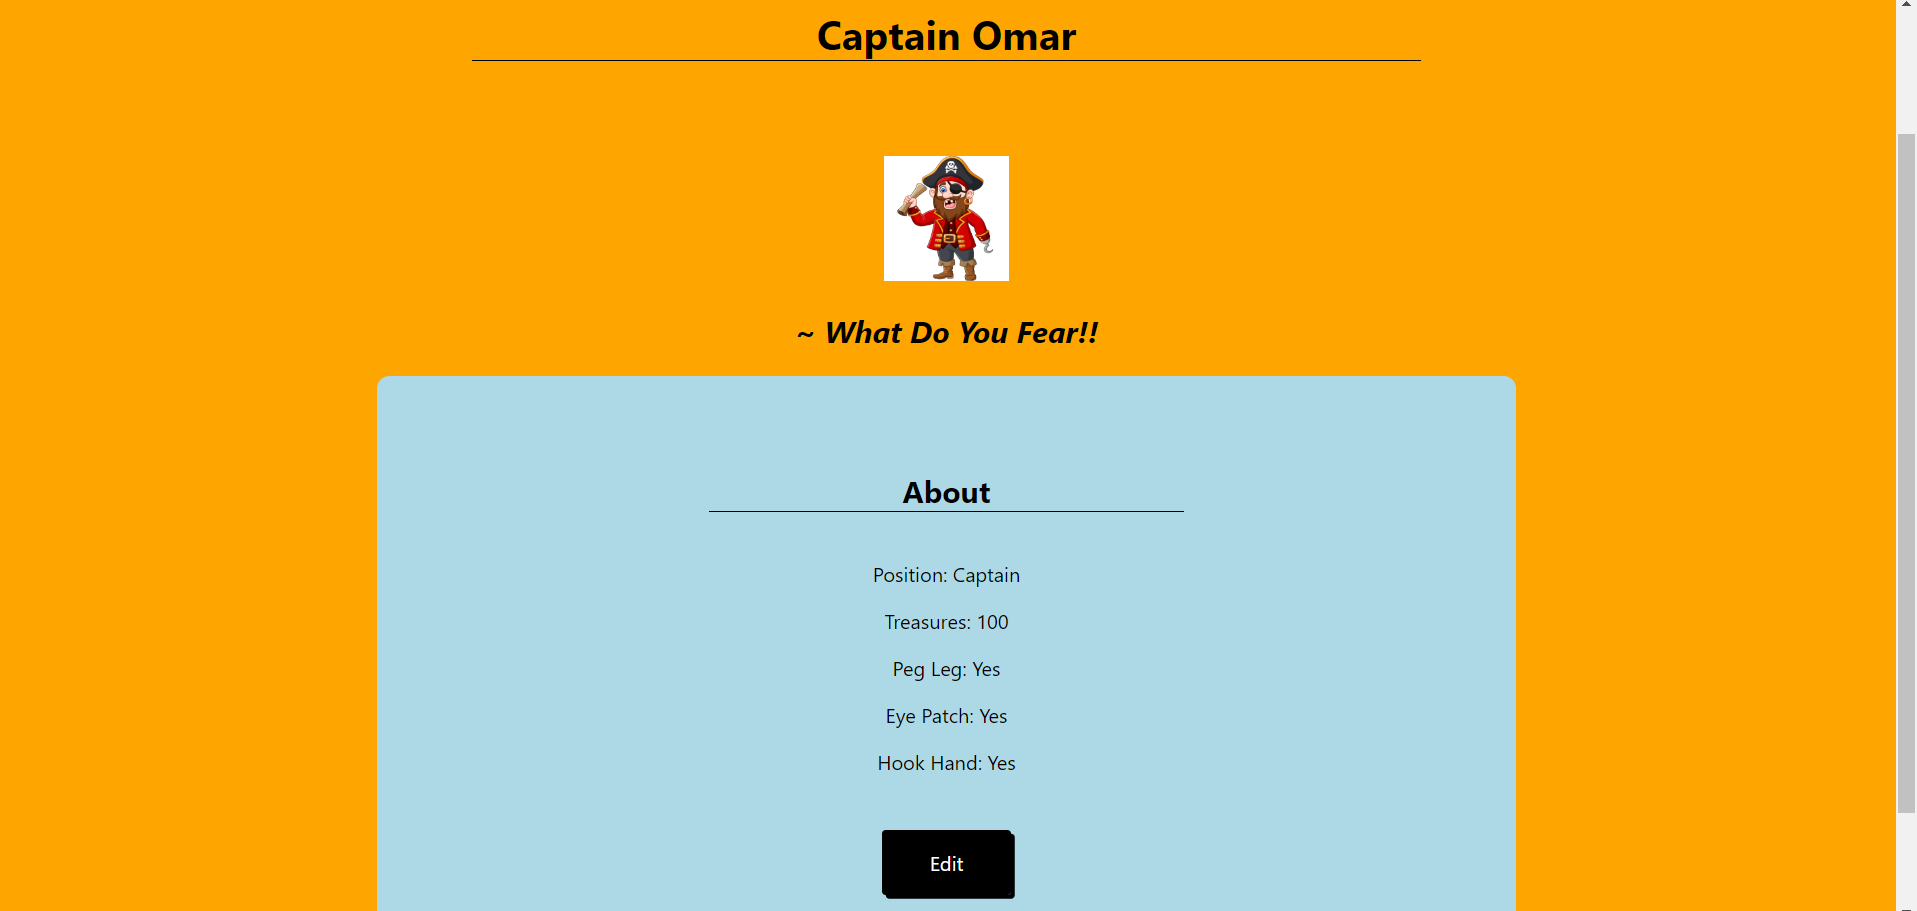 Captain Omar
~ What Do You Fear!!
About
Position: Captain
Treasures: 100
Peg Leg: Yes
Eye Patch: Yes
Hook Hand: Yes
Edit